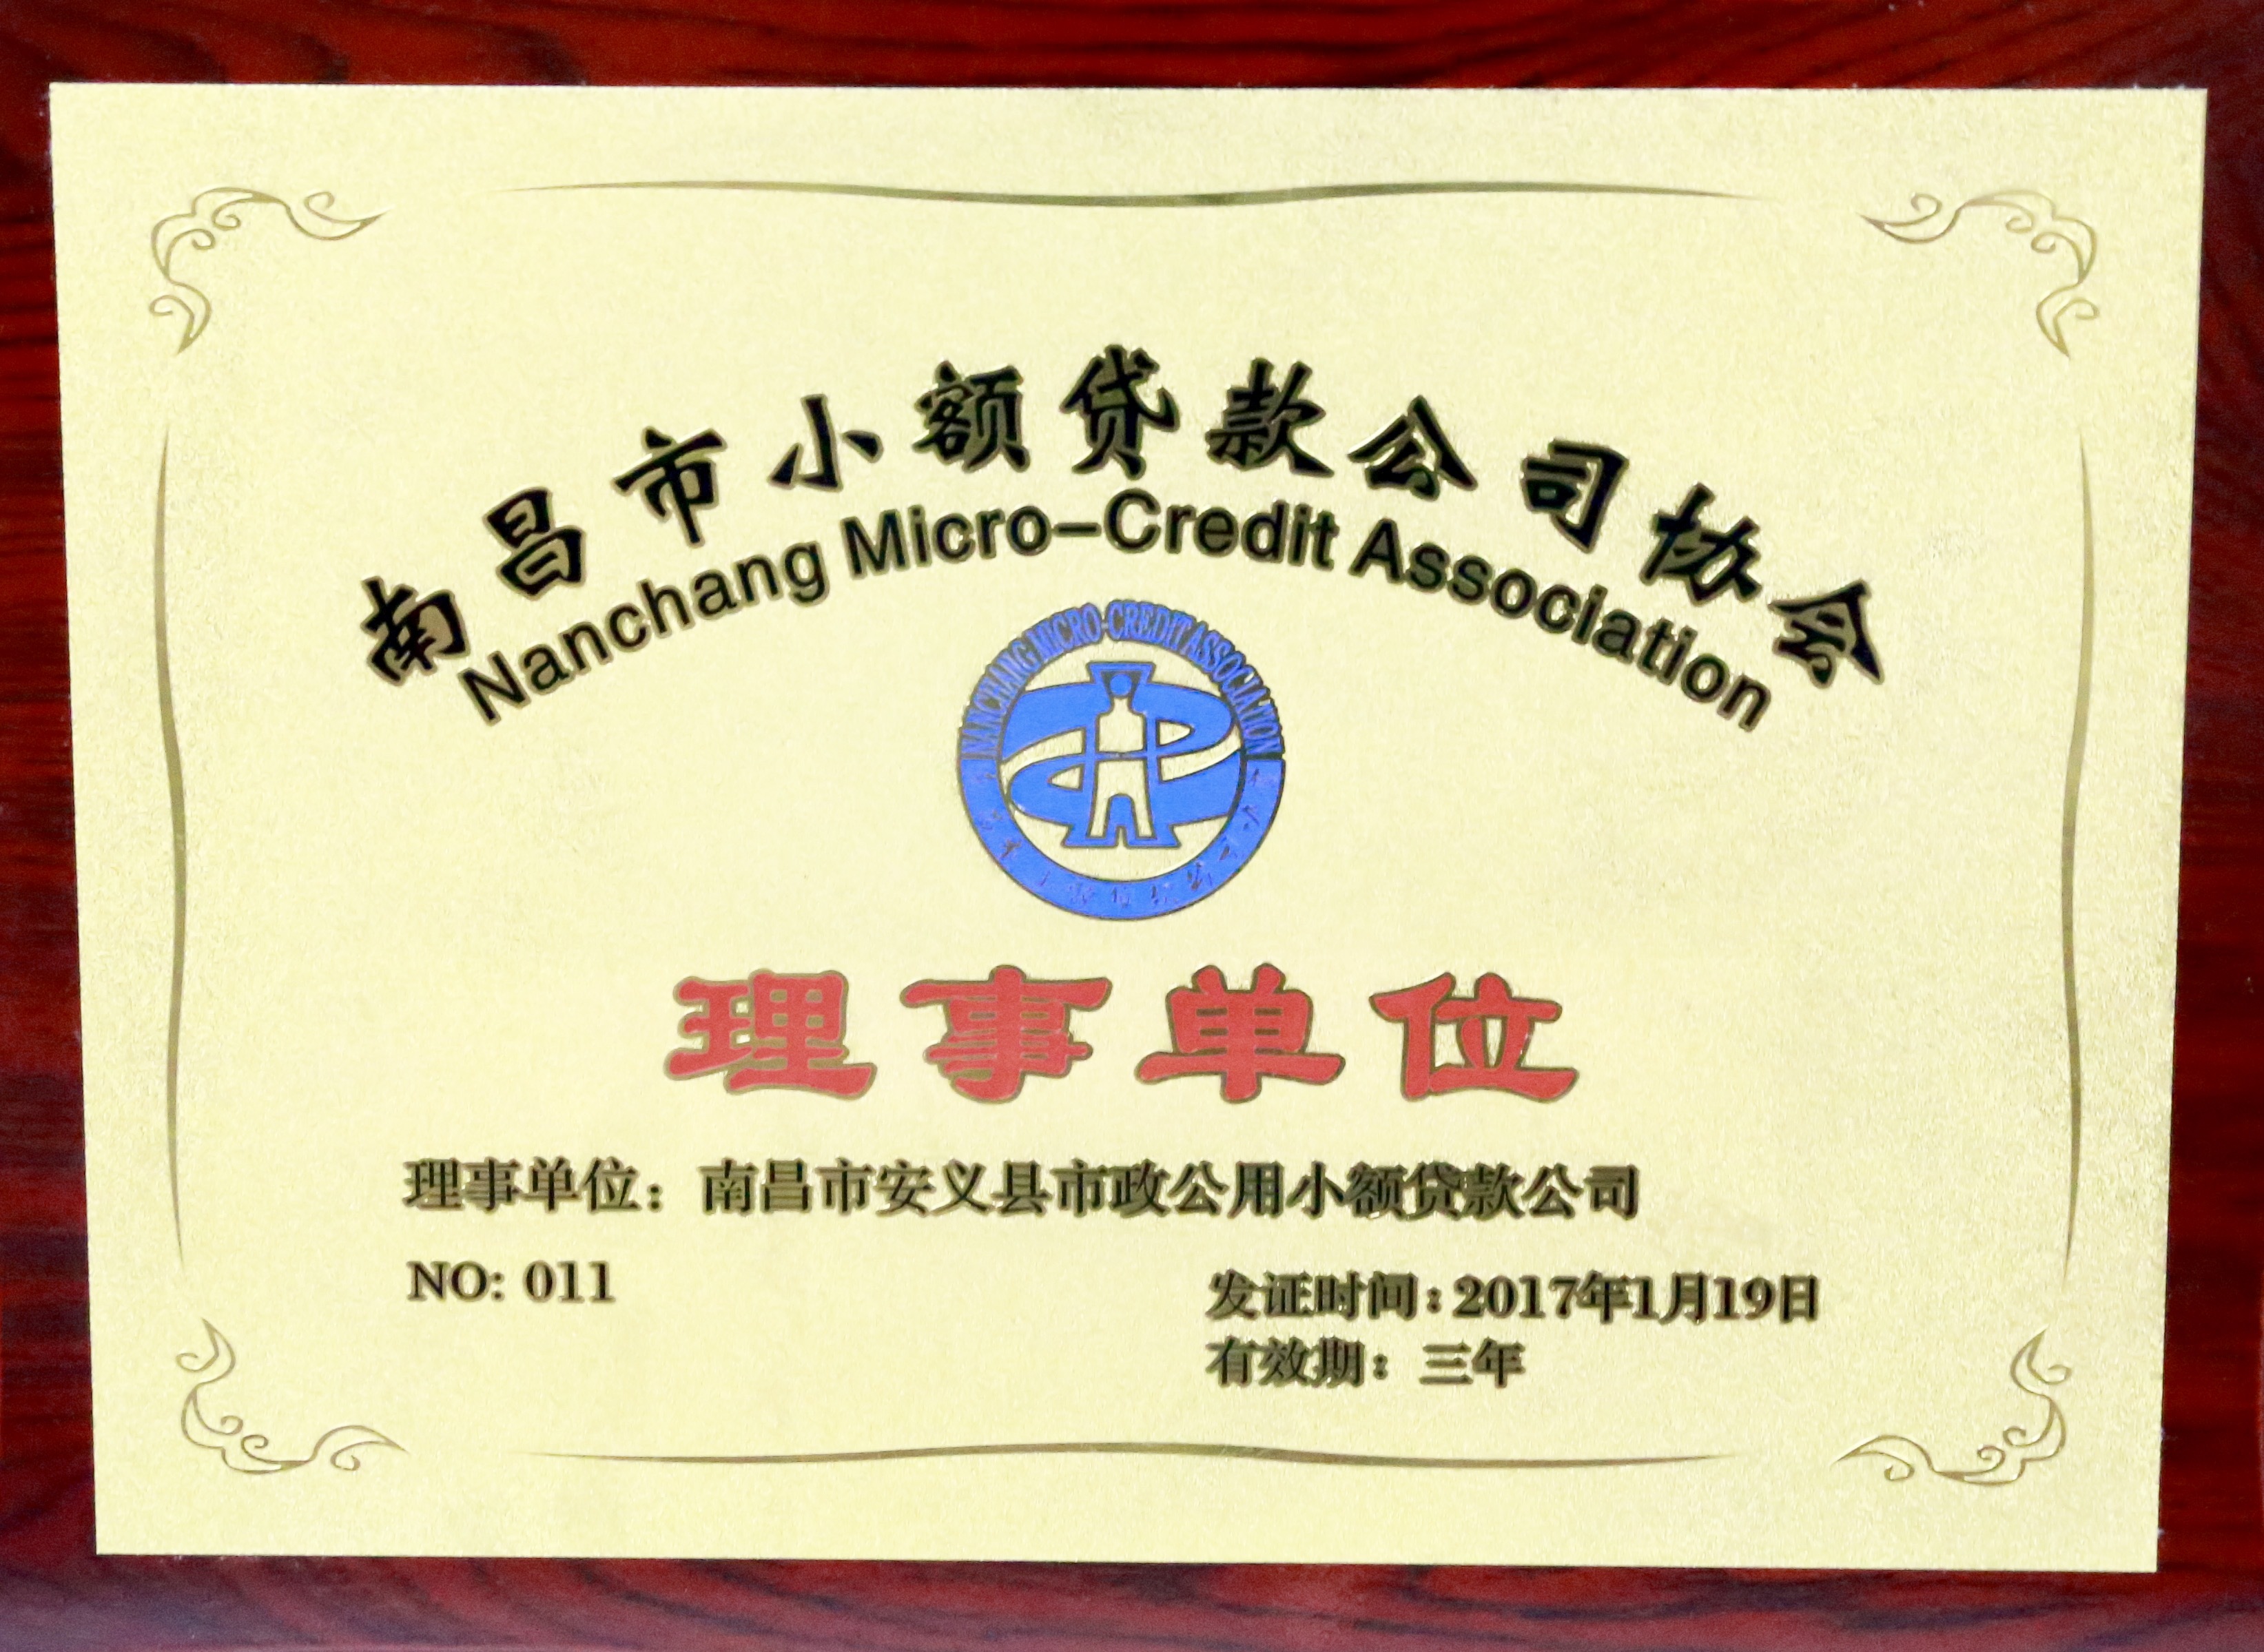 南昌市小额贷款公司协会
Nanchang Micro-Credit Association
NANCHANG MICRO-CREDIT ASSOCIATION
理事单位
理事单位：南昌市安义县市政公用小额贷款公司
NO: 011
发证时间：2017年1月19日
有效期：三年